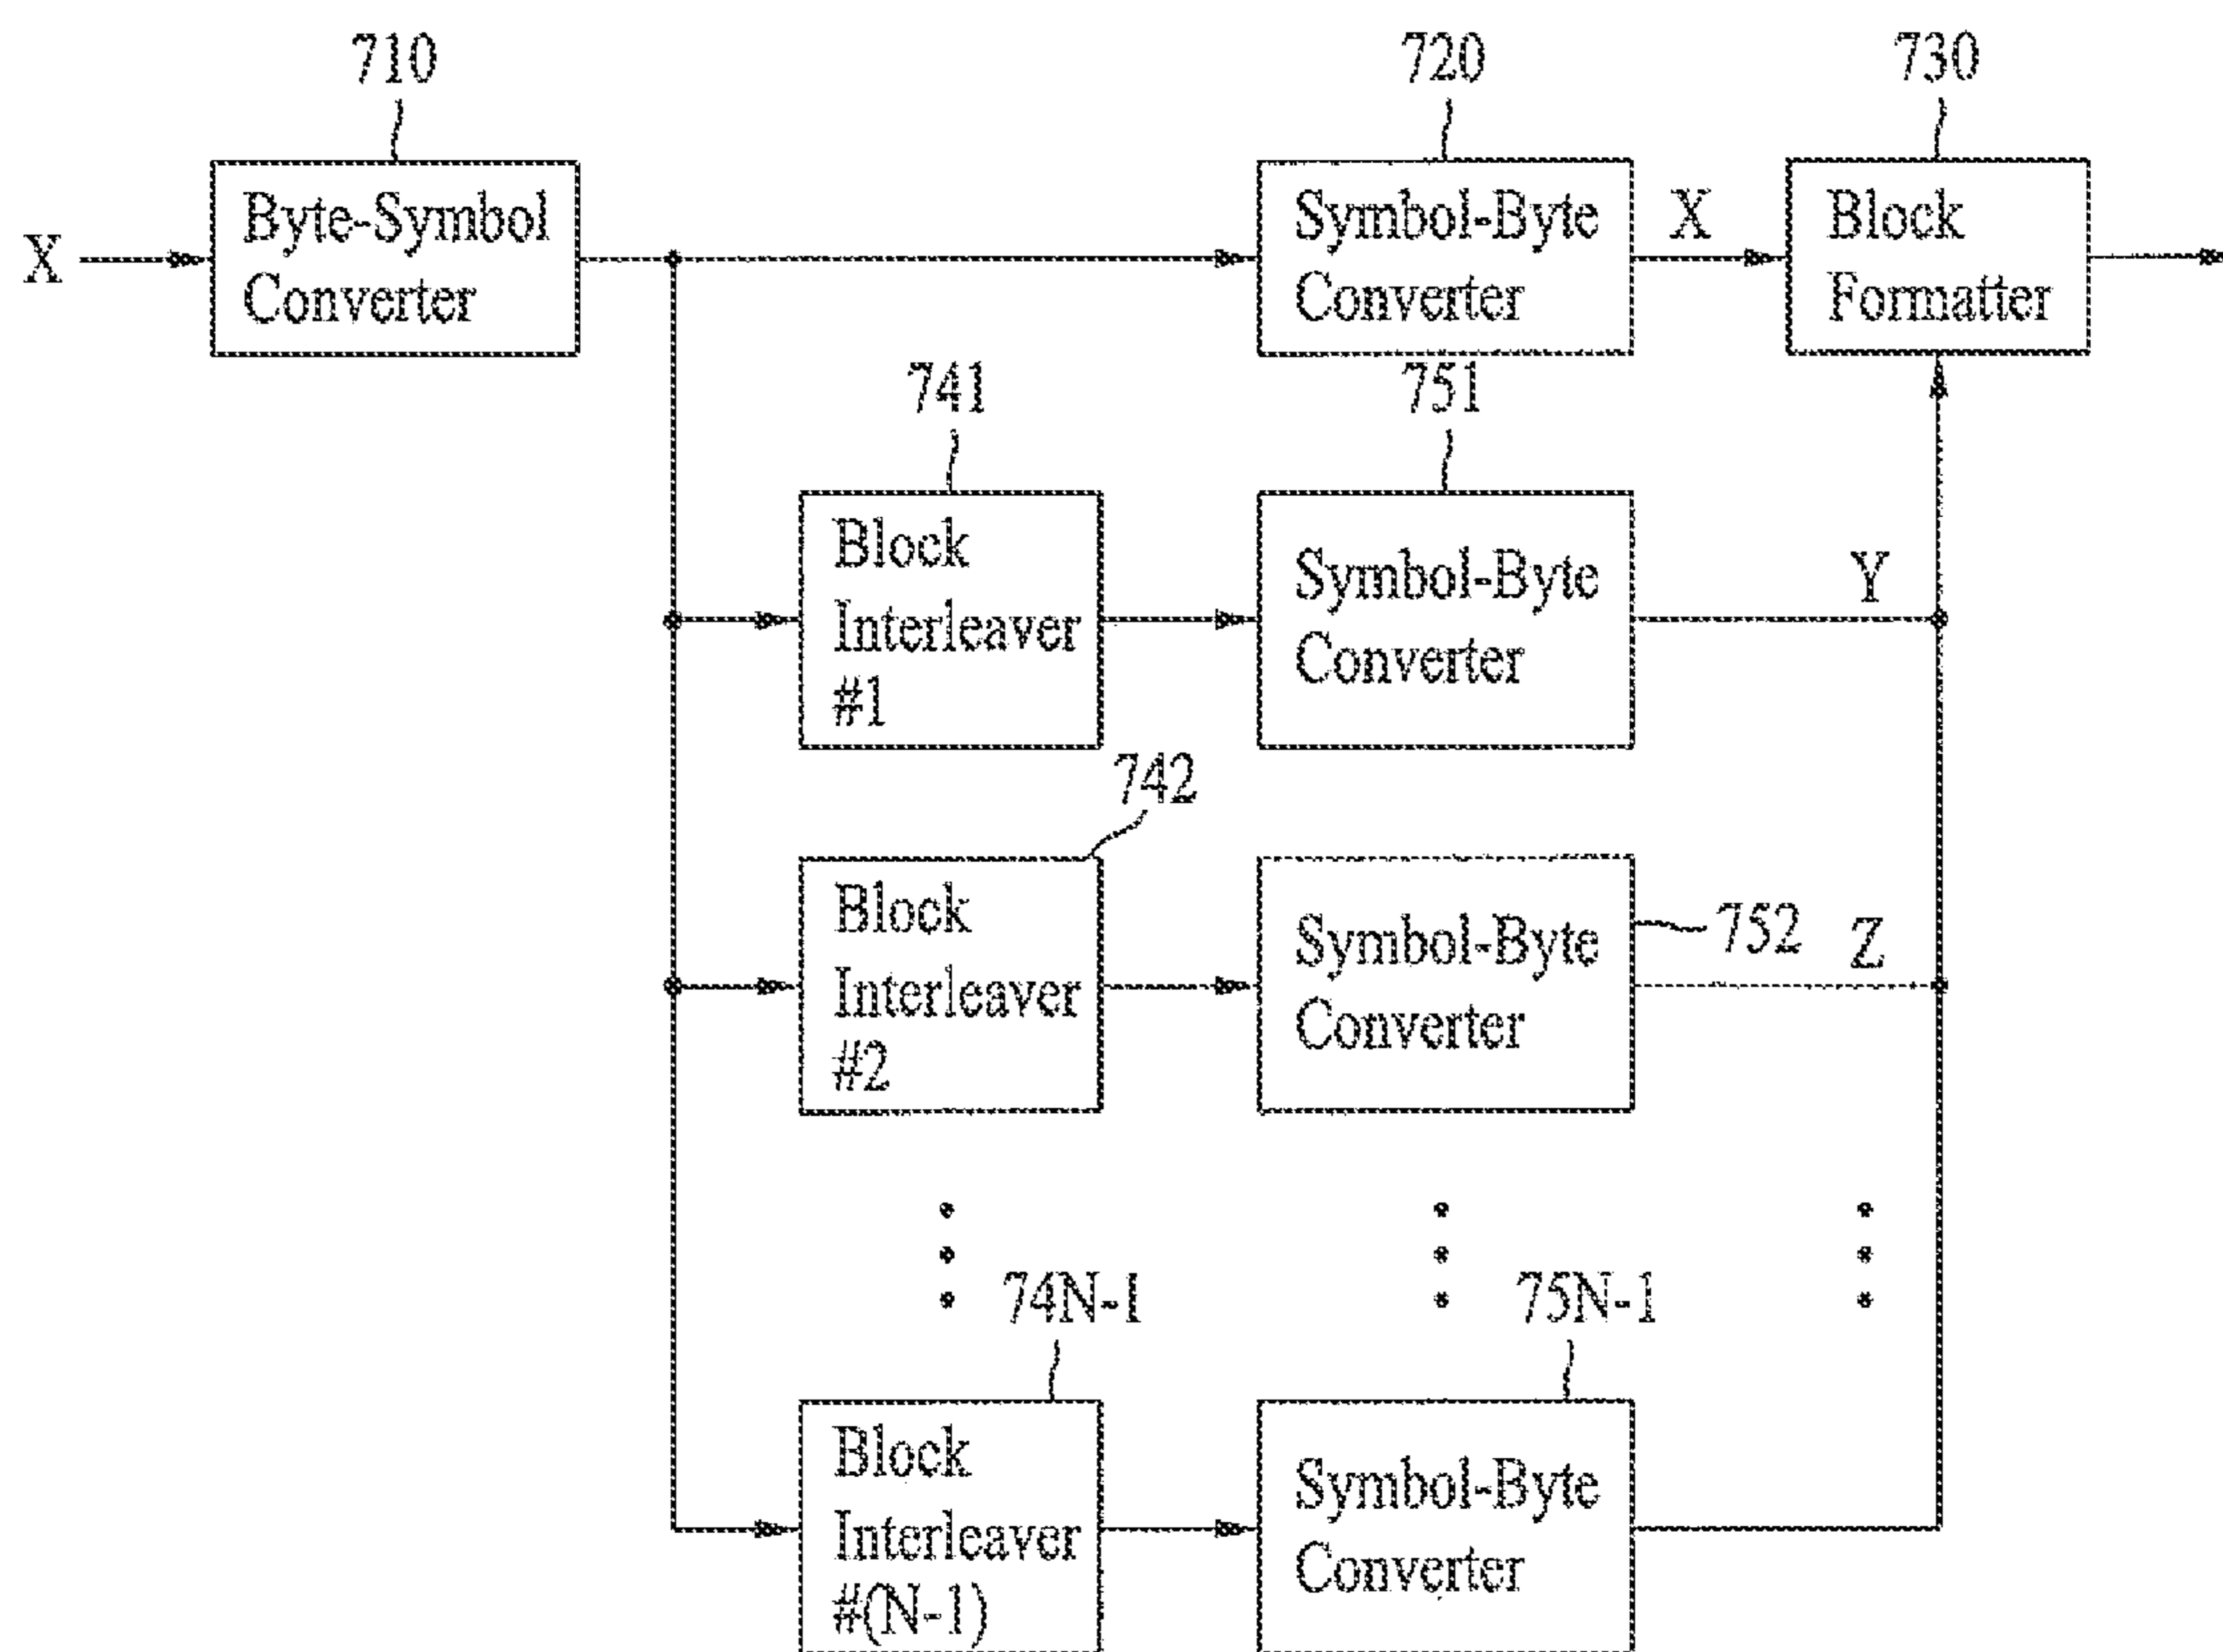 710
720
730
X
Byte-Symbol
Converter
Symbol-Byte
Converter
X
Block
Formatter
741
751
Block
Interleaver
#1
Symbol-Byte
Converter
Y
742
Block
Interleaver
#2
Symbol-Byte
Converter
752
Z
74N-1
75N-1
Block
Interleaver
#(N-1)
Symbol-Byte
Converter